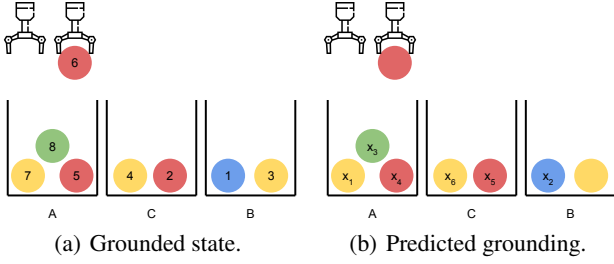 6
8
7 5 4 2 1 3
A C B
(a) Grounded state.
x₃
x₁ x₄ x₆ x₅ x₂
A C B
(b) Predicted grounding.